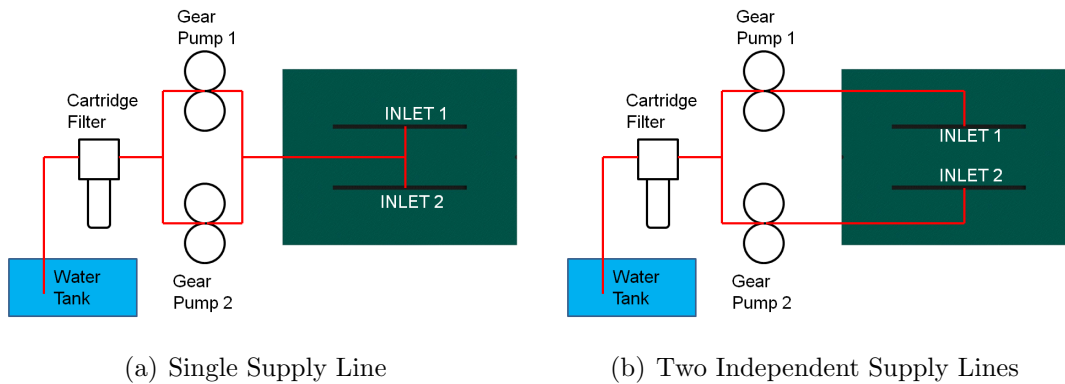 Gear
Pump 1
Cartridge
Filter
INLET 1
INLET 2
Water
Tank
Gear
Pump 2
(a) Single Supply Line
Gear
Pump 1
Cartridge
Filter
INLET 1
INLET 2
Water
Tank
Gear
Pump 2
(b) Two Independent Supply Lines